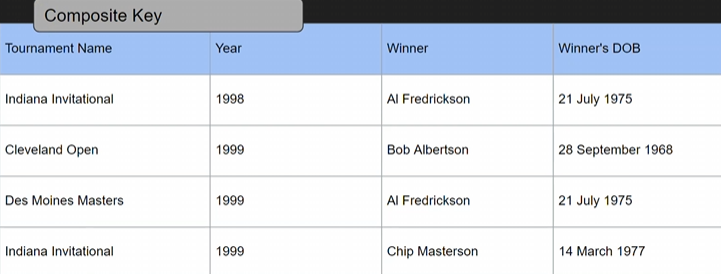 Composite Key
Tournament Name Year Winner Winner's DOB
Indiana Invitational 1998 Al Fredrickson 21 July 1975
Cleveland Open 1999 Bob Albertson 28 September 1968
Des Moines Masters 1999 Al Fredrickson 21 July 1975
Indiana Invitational 1999 Chip Masterson 14 March 1977